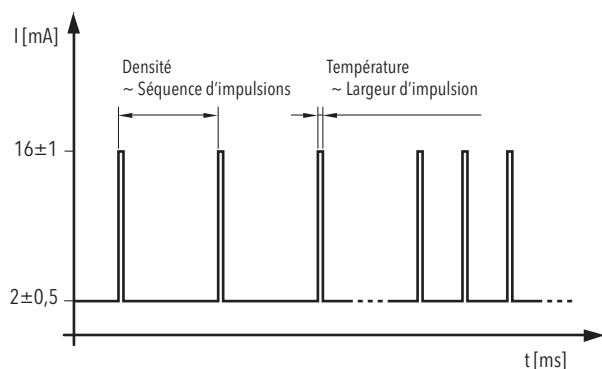 I [mA]
Densité
~ Séquence d’impulsions
Température
~ Largeur d’impulsion
16±1
2±0,5
t [ms]